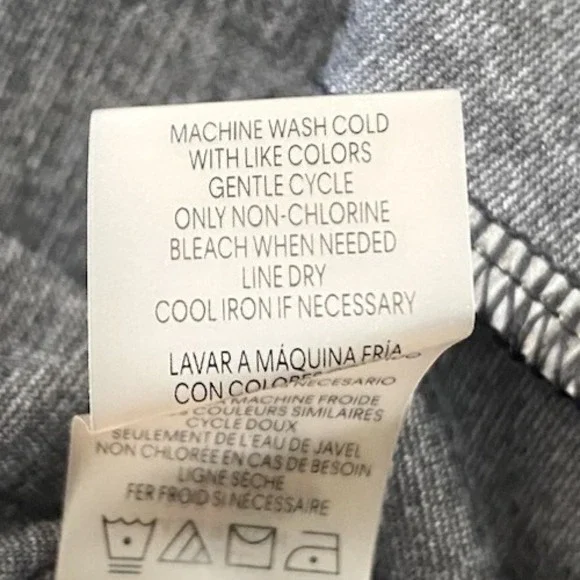 MACHINE WASH COLD
WITH LIKE COLORS
GENTLE CYCLE
ONLY NON-CHLORINE
BLEACH WHEN NEEDED
LINE DRY
COOL IRON IF NECESSARY
LAVAR A MÁQUINA FRÍA
CON
NECESARIO
MACHINE FROIDE
COULEURS SIMILAIRES
CYCLE DOUX
SEULEMENT DE L'EAU DE JAVEL
NON CHLORÉE EN CAS DE BESOIN
LIGNE SÈCHE
FER FROID SI NÉCESSAIRE